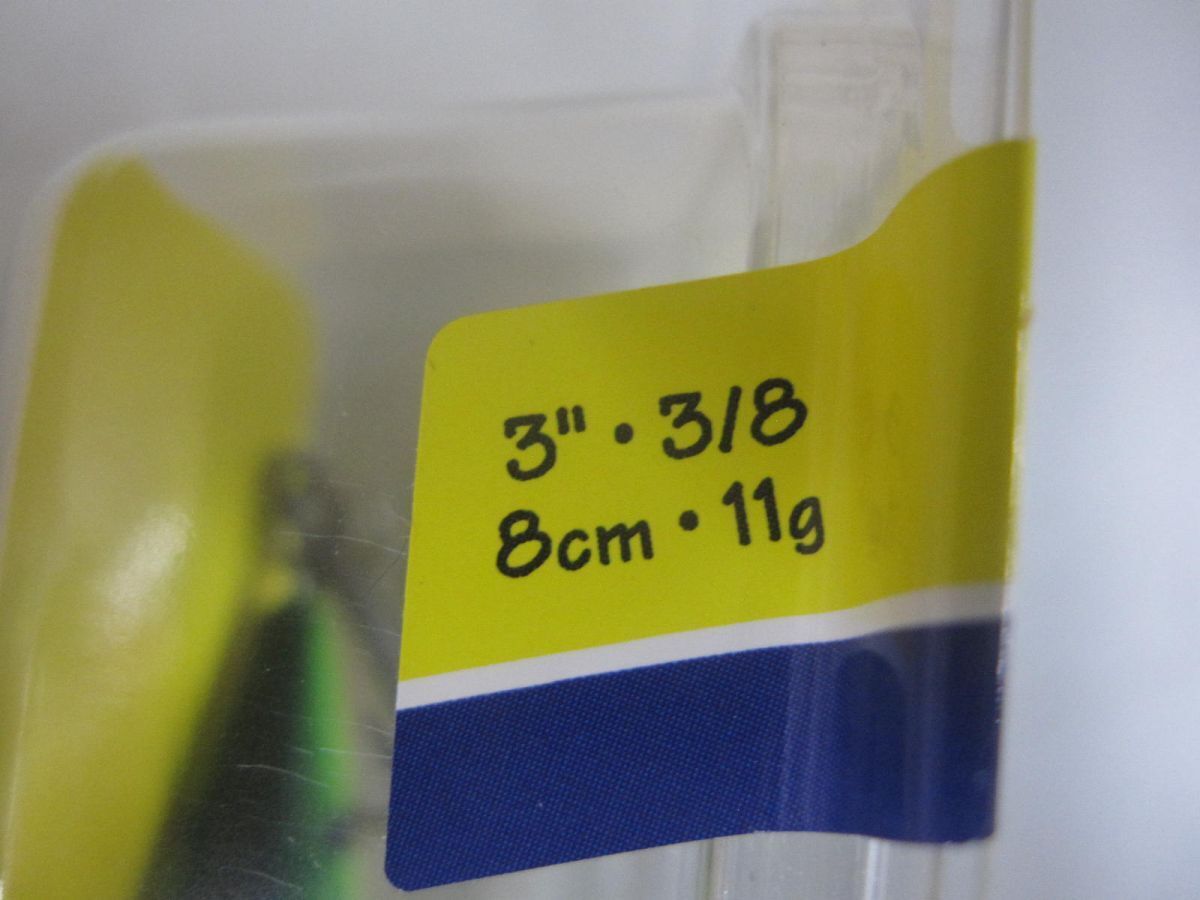 3" · 3/8
8cm · 11g